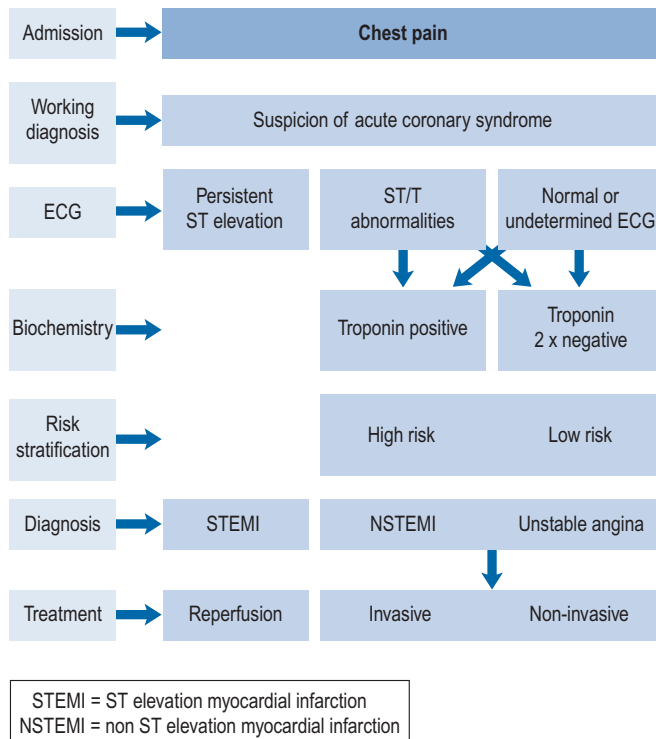 Admission
Chest pain
Working
diagnosis
Suspicion of acute coronary syndrome
ECG
Persistent
ST elevation
ST/T
abnormalities
Normal or
undetermined ECG
Biochemistry
Troponin positive
Troponin
2 x negative
Risk
stratification
High risk
Low risk
Diagnosis
STEMI
NSTEMI
Unstable angina
Treatment
Reperfusion
Invasive
Non-invasive
STEMI = ST elevation myocardial infarction
NSTEMI = non ST elevation myocardial infarction